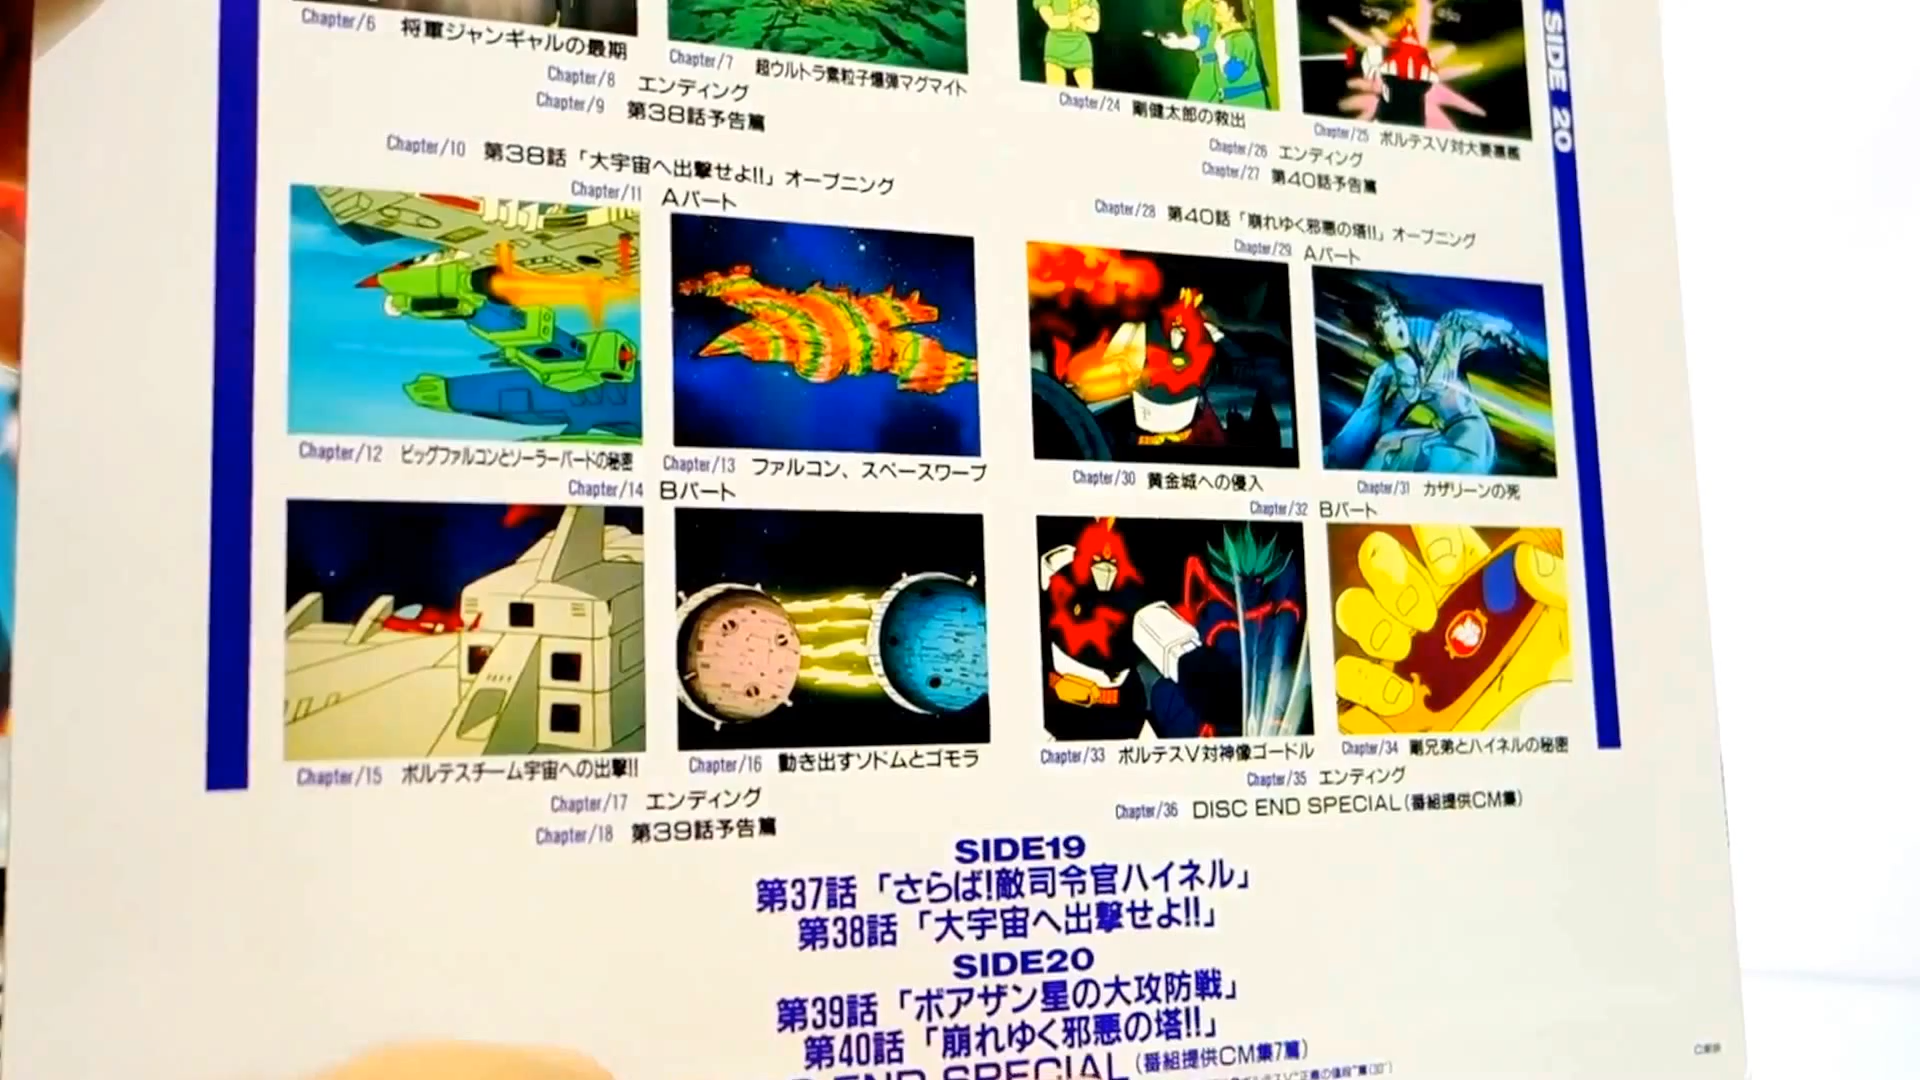 Chapter/6 将軍ジャンギャルの最期
Chapter/7 超ウルトラ素粒子爆弾マグマイト
Chapter/8 エンディング
Chapter/9 第38話予告篇
Chapter/10 第38話「大宇宙へ出撃せよ!!」オープニング
Chapter/11 Aパート
Chapter/12 ビッグファルコンとソーラーバードの秘密
Chapter/13 ファルコン、スペースワープ
Chapter/14 Bパート
Chapter/15 ボルテスチーム宇宙への出撃!!
Chapter/16 動き出すソドムとゴモラ
Chapter/17 エンディング
Chapter/18 第39話予告篇
SIDE 20
Chapter/24 剛健太郎の救出
Chapter/25 ボルテスV対大要塞艦
Chapter/26 エンディング
Chapter/27 第40話予告篇
Chapter/28 第40話「崩れゆく邪悪の塔!!」オープニング
Chapter/29 Aパート
Chapter/30 黄金城への侵入
Chapter/31 カザリーンの死
Chapter/32 Bパート
Chapter/33 ボルテスV対神像ゴードル
Chapter/34 剛兄弟とハイネルの秘密
Chapter/35 エンディング
Chapter/36 DISC END SPECIAL(番組提供CM集)
SIDE19
第37話「さらば!敵司令官ハイネル」
第38話「大宇宙へ出撃せよ!!」
SIDE20
第39話「ボアザン星の大攻防戦」
第40話「崩れゆく邪悪の塔!!」
END SPECIAL(番組提供CM集7篇)